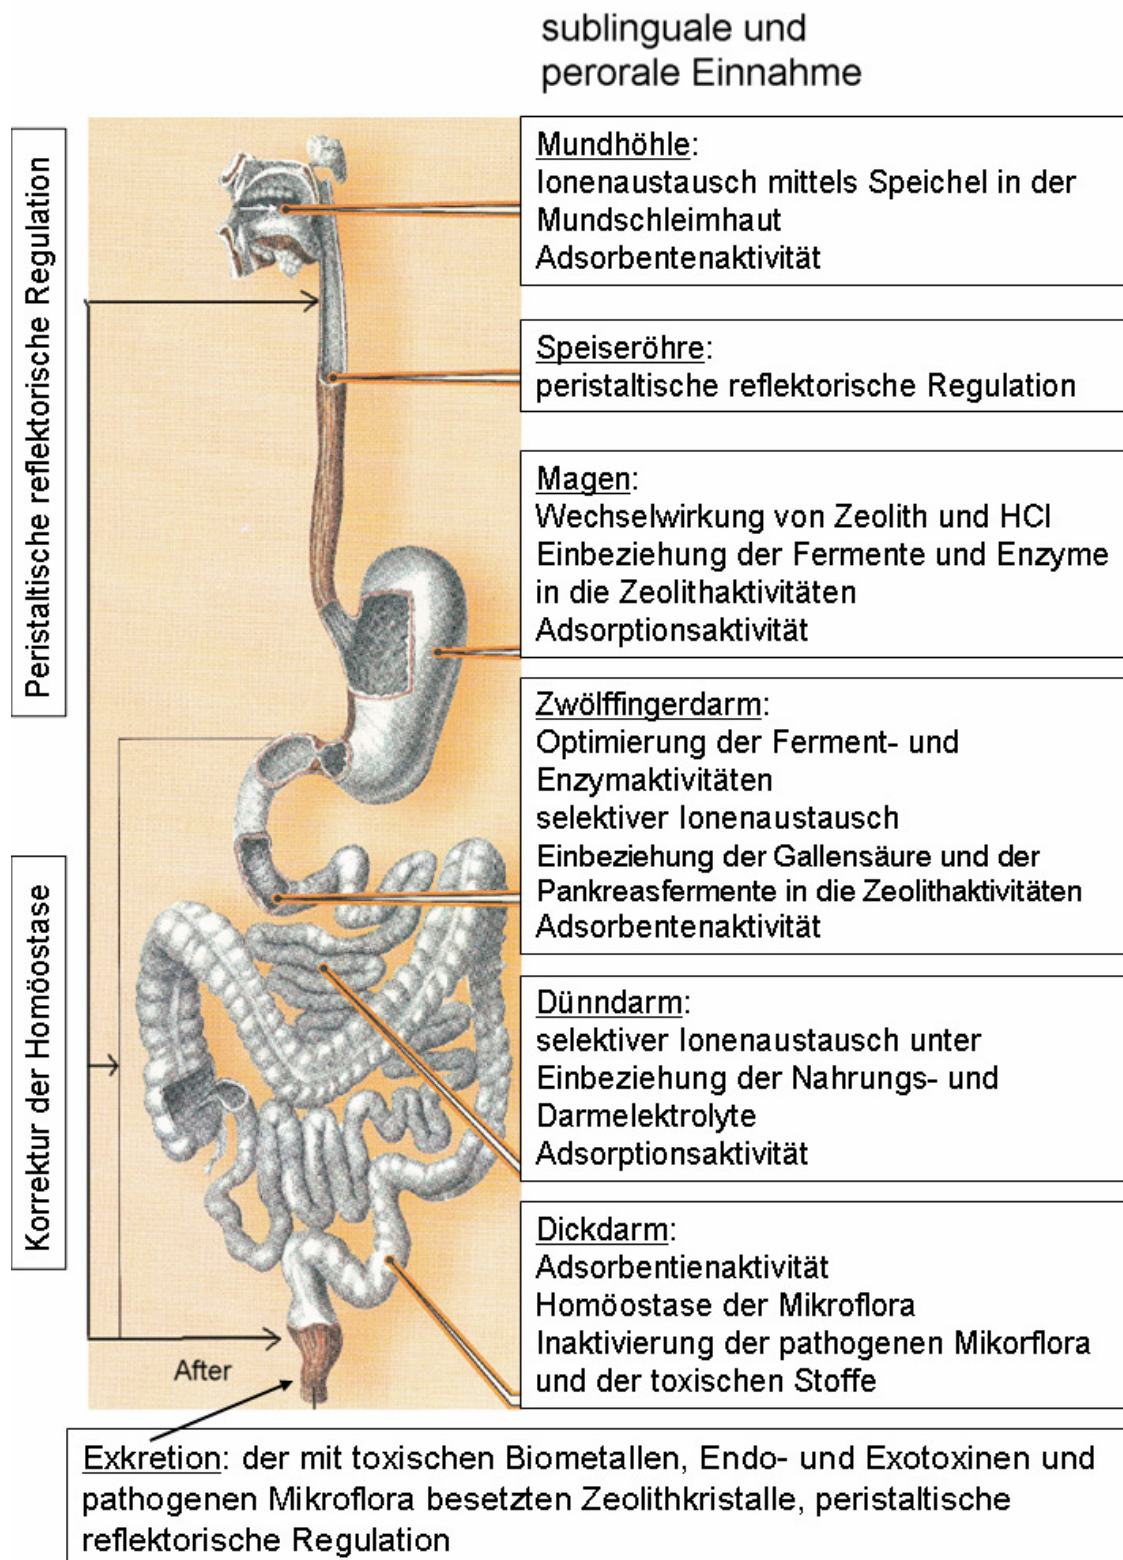 sublinguale und
perorale Einnahme
Peristaltische reflektorische Regulation
Korrektur der Homöostase
Mundhöhle:
Ionenaustausch mittels Speichel in der
Mundschleimhaut
Adsorbentenaktivität
Speiseröhre:
peristaltische reflektorische Regulation
Magen:
Wechselwirkung von Zeolith und HCl
Einbeziehung der Fermente und Enzyme
in die Zeolithaktivitäten
Adsorptionsaktivität
Zwölffingerdarm:
Optimierung der Ferment- und
Enzymaktivitäten
selektiver Ionenaustausch
Einbeziehung der Gallensäure und der
Pankreasfermente in die Zeolithaktivitäten
Adsorbentenaktivität
Dünndarm:
selektiver Ionenaustausch unter
Einbeziehung der Nahrungs- und
Darmelektrolyte
Adsorptionsaktivität
Dickdarm:
Adsorbentienaktivität
Homöostase der Mikroflora
Inaktivierung der pathogenen Mikorflora
und der toxischen Stoffe
After
Exkretion: der mit toxischen Biometallen, Endo- und Exotoxinen und
pathogenen Mikroflora besetzten Zeolithkristalle, peristaltische
reflektorische Regulation